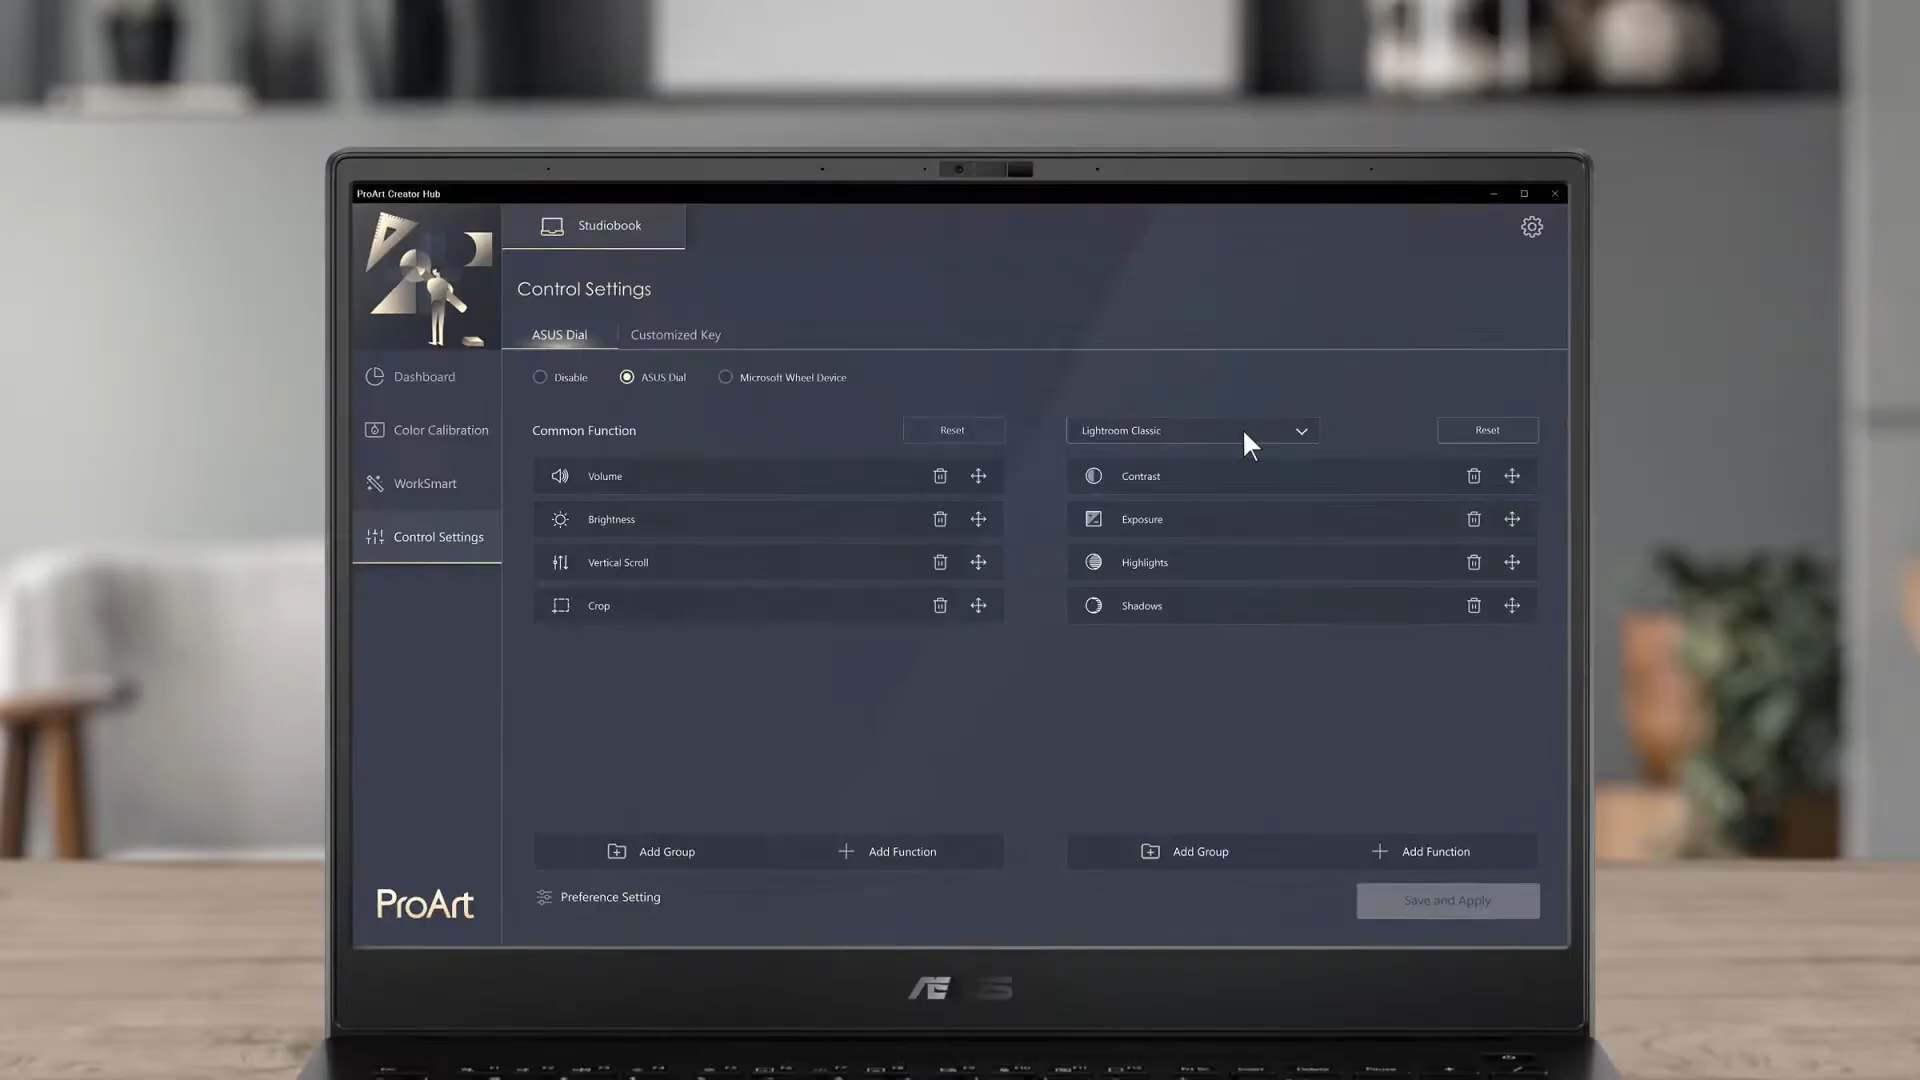 ProArt Creator Hub
Studiobook
Control Settings
ASUS Dial
Customized Key
Disable
ASUS Dial
Microsoft Wheel Device
Dashboard
Color Calibration
WorkSmart
Control Settings
Common Function
Reset
Volume
Brightness
Vertical Scroll
Crop
Add Group
Add Function
Lightroom Classic
Reset
Contrast
Exposure
Highlights
Shadows
Add Group
Add Function
Preference Setting
Save and Apply
ProArt